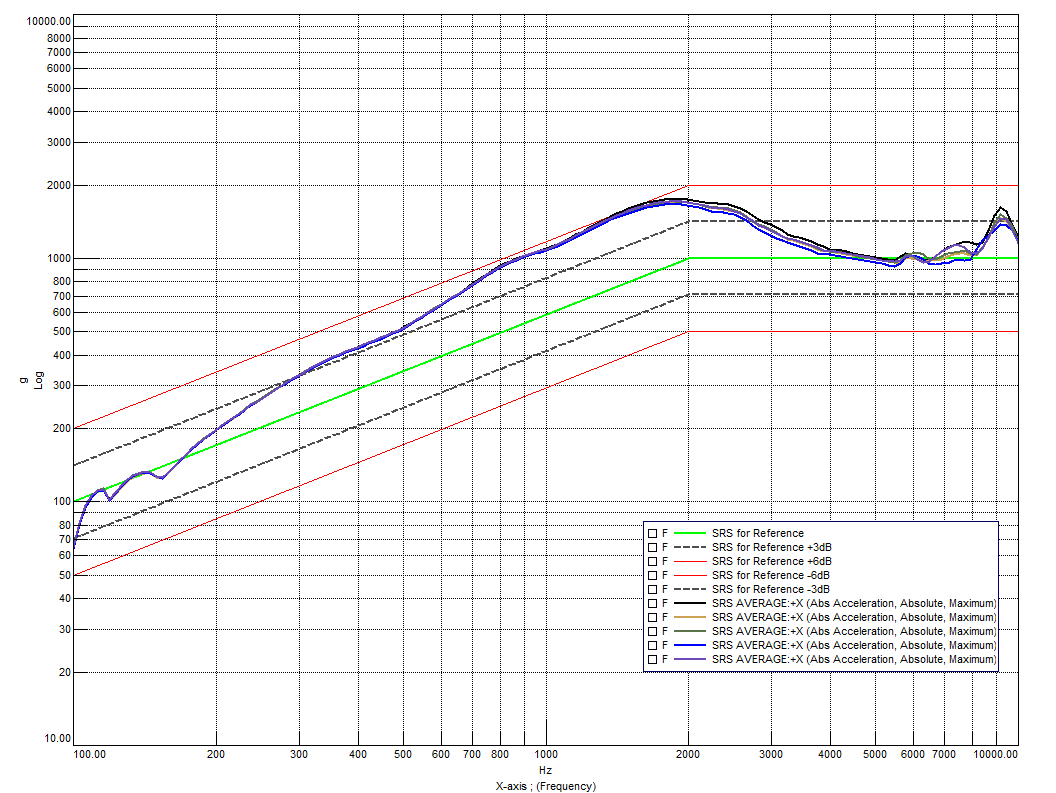 10000.00
8000
7000
6000
5000
4000
3000
2000
1000
800
700
600
500
400
300
200
100
80
70
60
50
40
30
20
10.00
g
Log
100.00 200 300 400 500 600 700 800 1000 2000 3000 4000 5000 6000 7000 10000.00
Hz
X-axis ; (Frequency)
F SRS for Reference
F SRS for Reference +3dB
F SRS for Reference +6dB
F SRS for Reference -6dB
F SRS for Reference -3dB
F SRS AVERAGE:+X (Abs Acceleration, Absolute, Maximum)
F SRS AVERAGE:+X (Abs Acceleration, Absolute, Maximum)
F SRS AVERAGE:+X (Abs Acceleration, Absolute, Maximum)
F SRS AVERAGE:+X (Abs Acceleration, Absolute, Maximum)
F SRS AVERAGE:+X (Abs Acceleration, Absolute, Maximum)